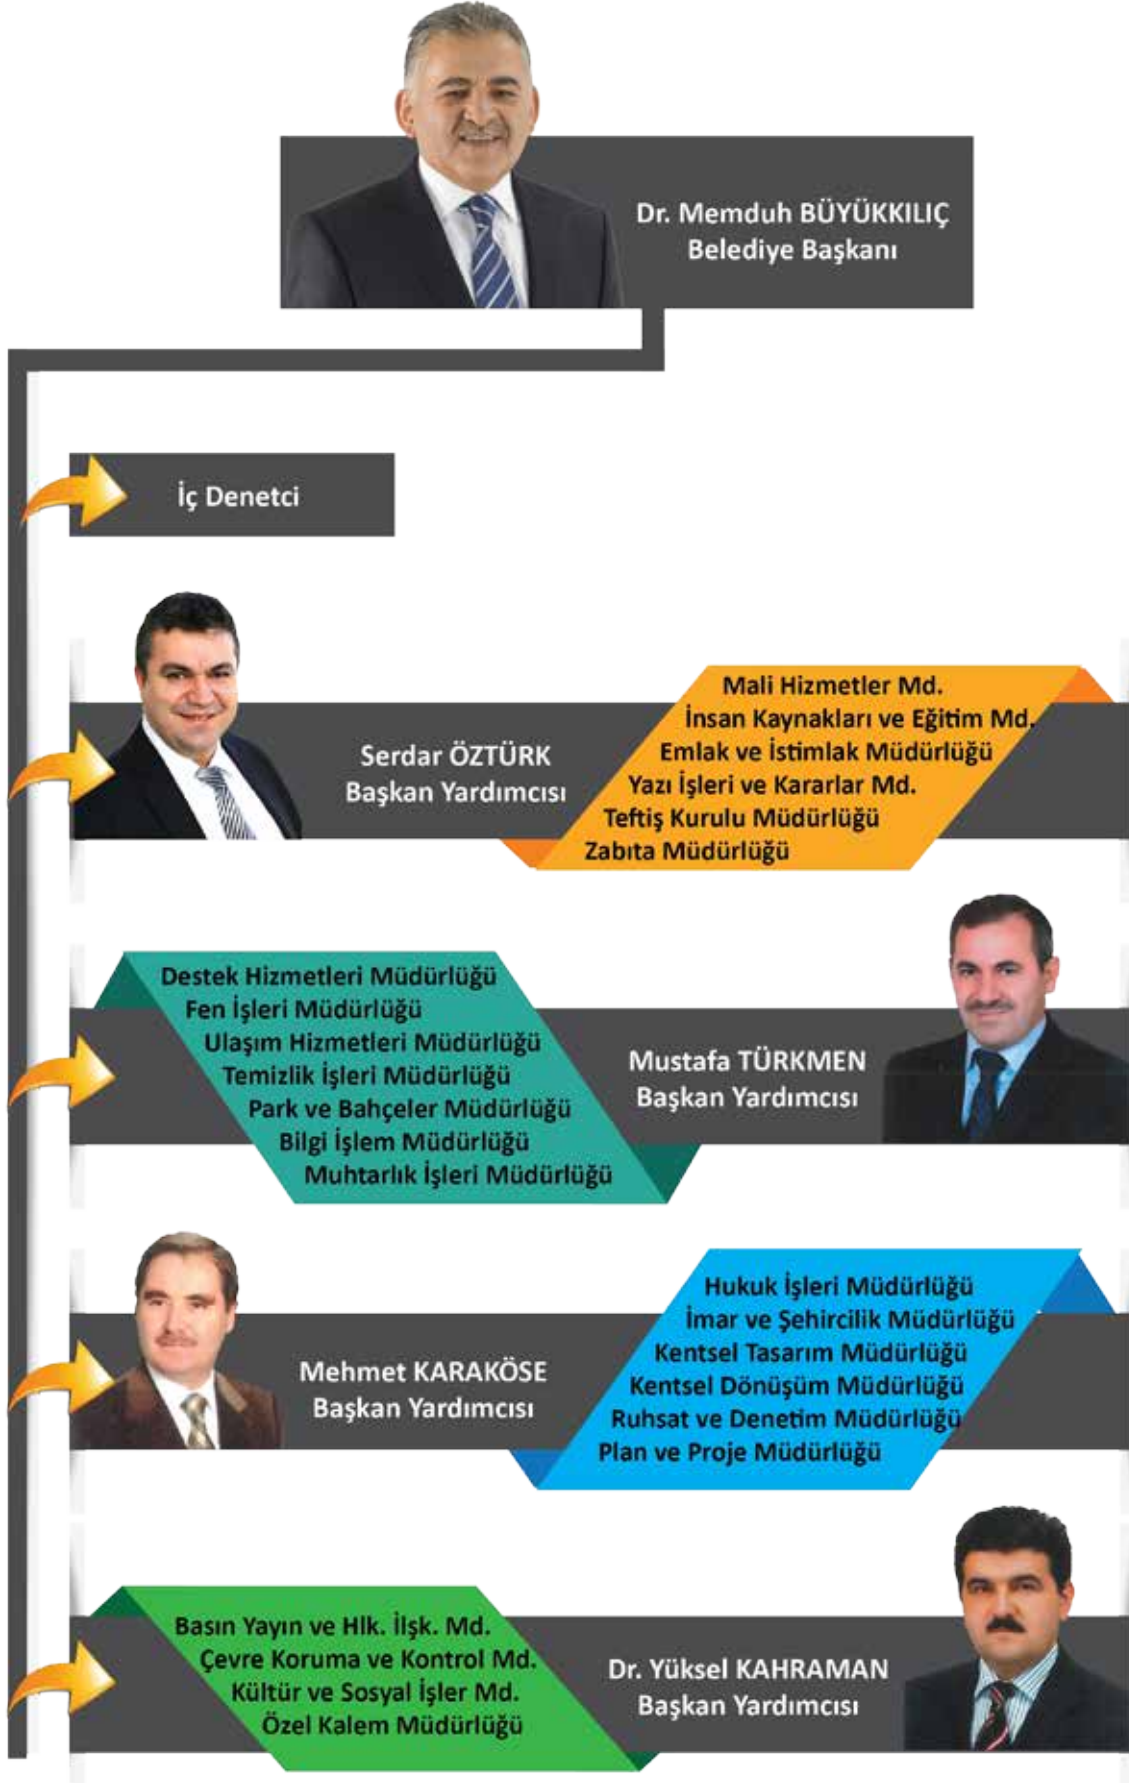 Dr. Memduh BÜYÜKKILIÇ
Belediye Başkanı
İç Denetci
Serdar ÖZTÜRK
Başkan Yardımcısı
Mali Hizmetler Md.
İnsan Kaynakları ve Eğitim Md.
Emlak ve İstimlak Müdürlüğü
Yazı İşleri ve Kararlar Md.
Teftiş Kurulu Müdürlüğü
Zabıta Müdürlüğü
Destek Hizmetleri Müdürlüğü
Fen İşleri Müdürlüğü
Ulaşım Hizmetleri Müdürlüğü
Temizlik İşleri Müdürlüğü
Park ve Bahçeler Müdürlüğü
Bilgi İşlem Müdürlüğü
Muhtarlık İşleri Müdürlüğü
Mustafa TÜRKMEN
Başkan Yardımcısı
Mehmet KARAKÖSE
Başkan Yardımcısı
Hukuk İşleri Müdürlüğü
İmar ve Şehircilik Müdürlüğü
Kentsel Tasarım Müdürlüğü
Kentsel Dönüşüm Müdürlüğü
Ruhsat ve Denetim Müdürlüğü
Plan ve Proje Müdürlüğü
Basın Yayın ve Hlk. İlşk. Md.
Çevre Koruma ve Kontrol Md.
Kültür ve Sosyal İşler Md.
Özel Kalem Müdürlüğü
Dr. Yüksel KAHRAMAN
Başkan Yardımcısı